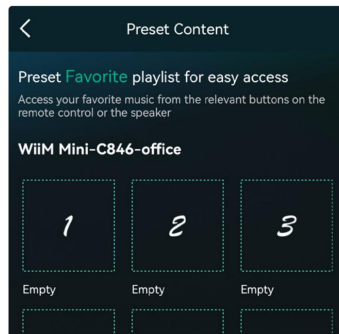 Preset Content
Preset Favorite playlist for easy access
Access your favorite music from the relevant buttons on the
remote control or the speaker
WiiM Mini-C846-office
1 2 3
Empty Empty Empty